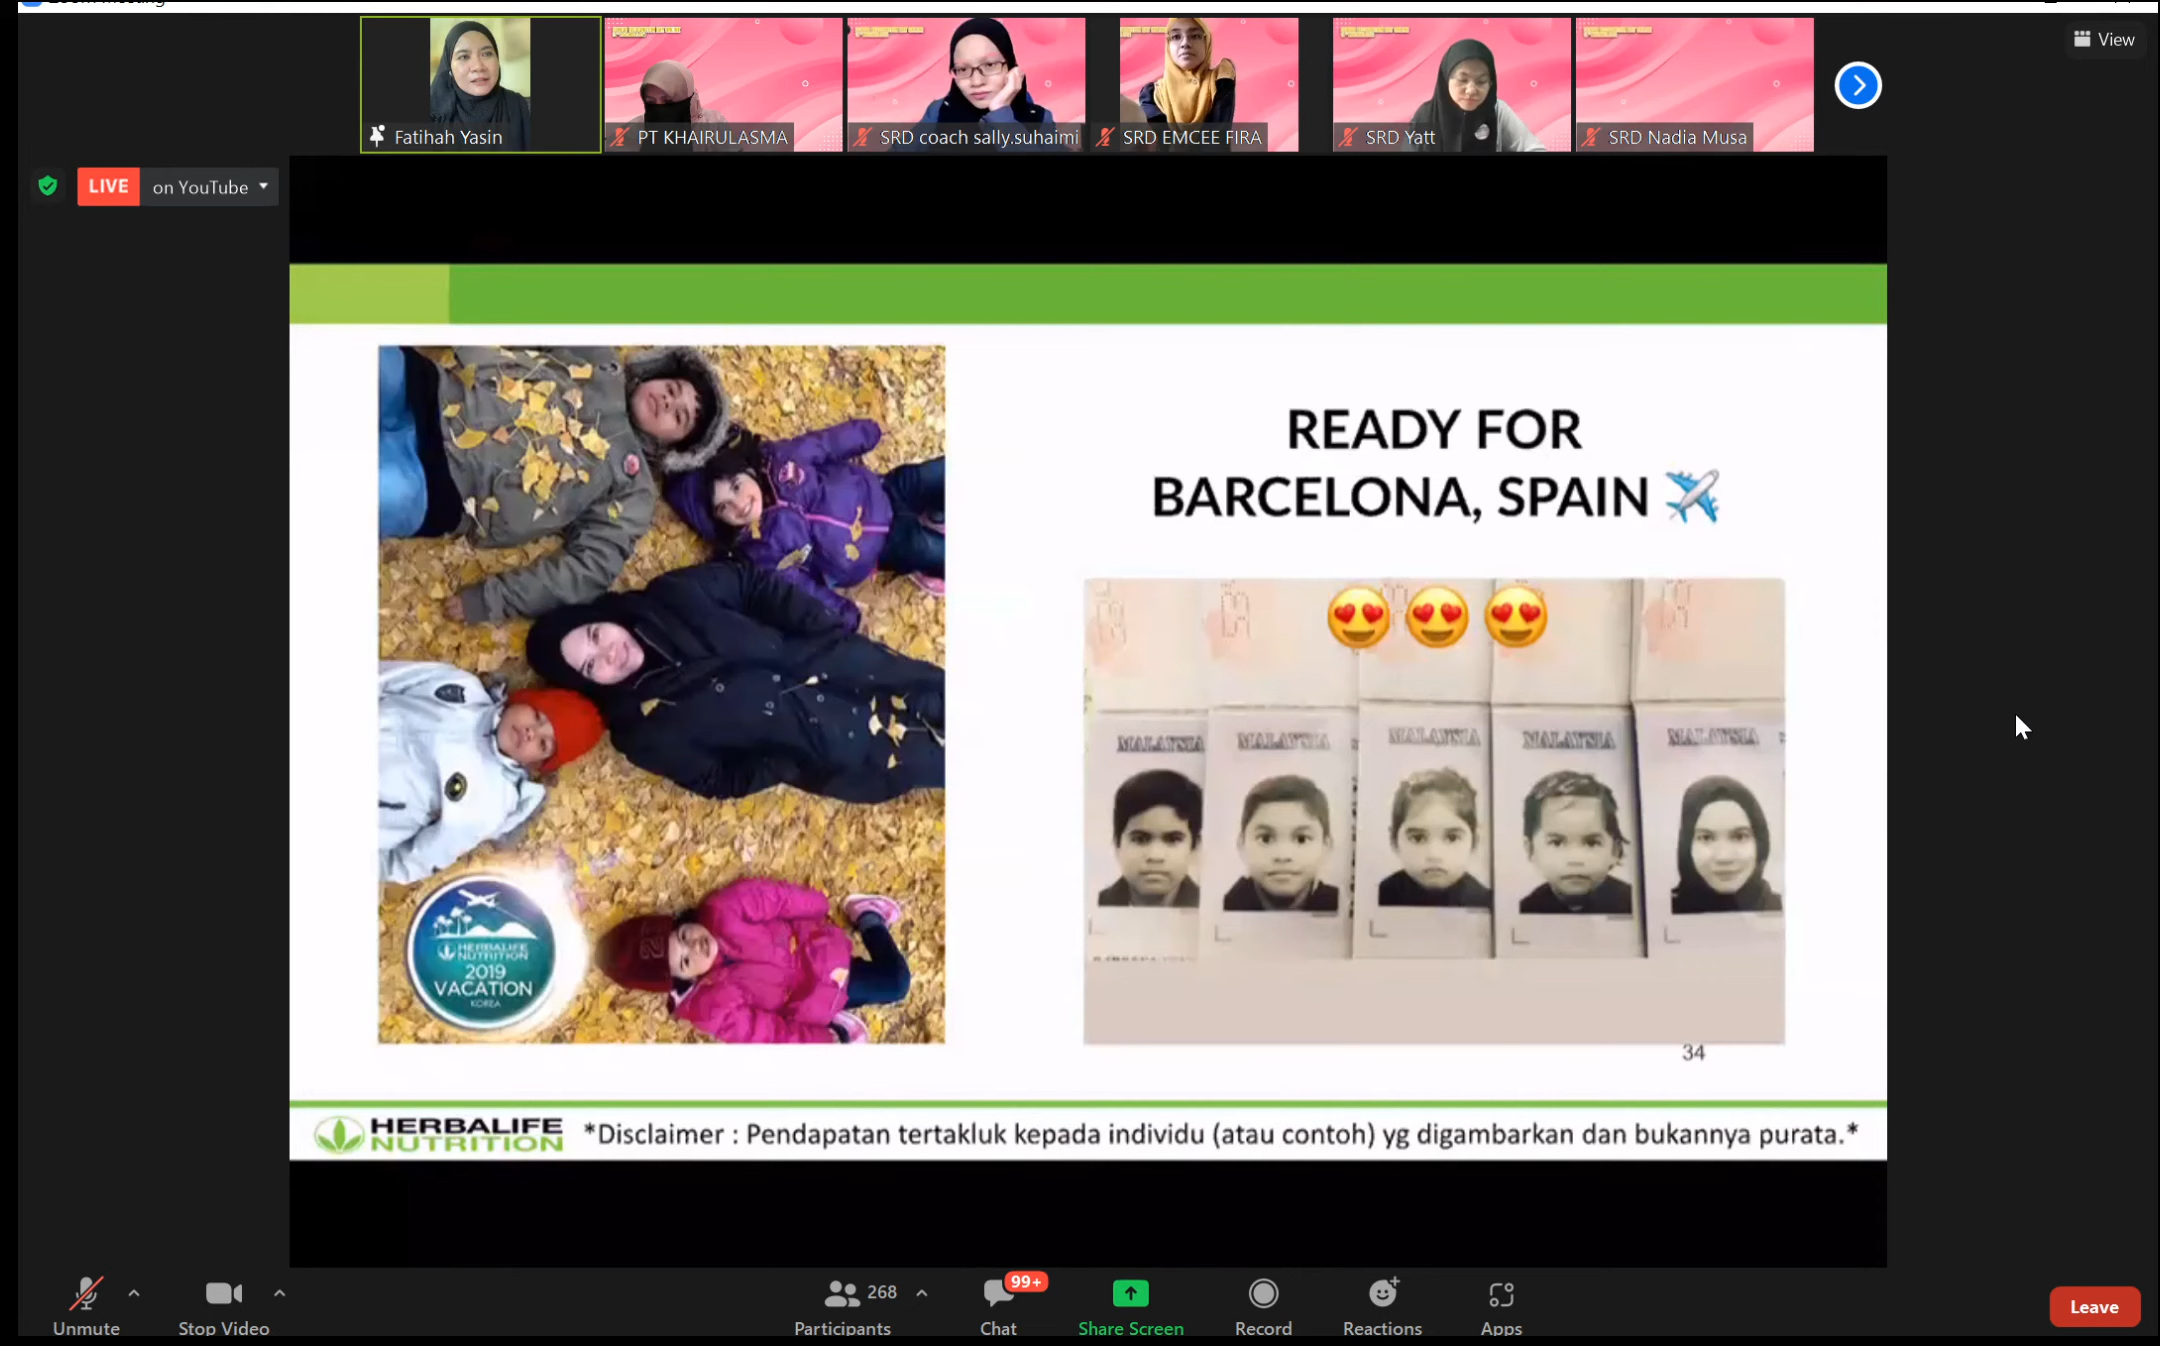 Fatihah Yasin
PT KHAIRULASMA
SRD coach sally.suhaimi
SRD EMCEE FIRA
SRD Yatt
SRD Nadia Musa
View
LIVE on YouTube
READY FOR
BARCELONA, SPAIN
MALAYSIA
MALAYSIA
MALAYSIA
MALAYSIA
MALAYSIA
HERBALIFE
NUTRITION
2019
VACATION
KOREA
34
HERBALIFE
NUTRITION
*Disclaimer : Pendapatan tertakluk kepada individu (atau contoh) yg digambarkan dan bukannya purata.*
268
99+
Unmute
Stop Video
Participants
Chat
Share Screen
Record
Reactions
Apps
Leave